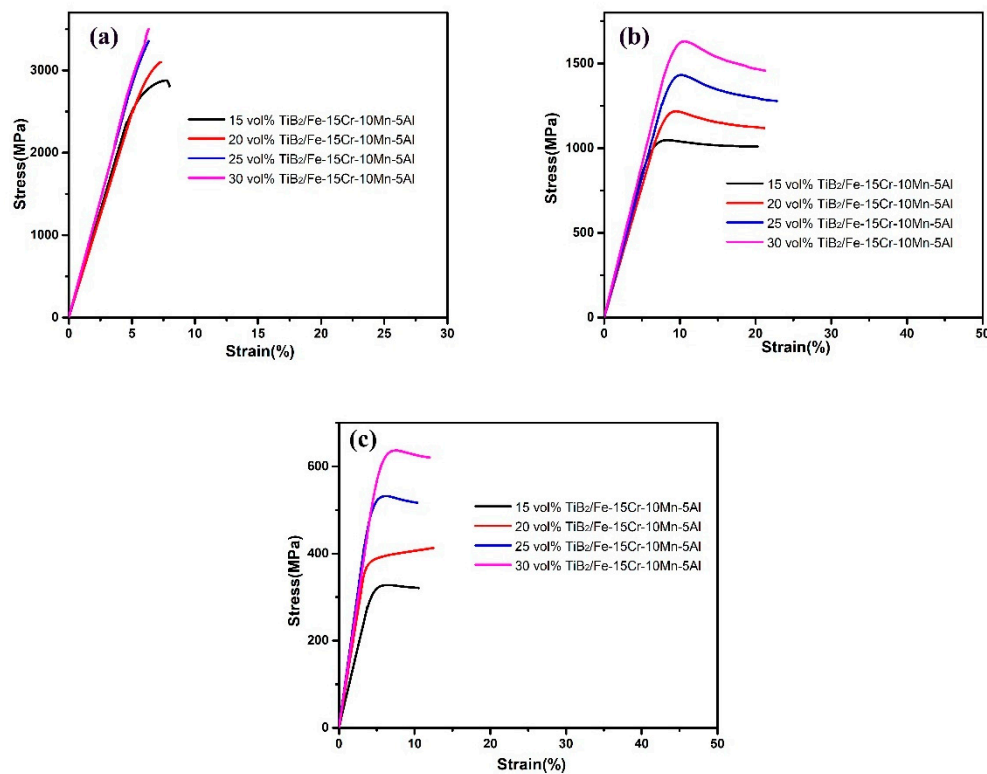 (a)
Stress(MPa)
3000
2000
1000
0
15 vol% TiB₂/Fe-15Cr-10Mn-5Al
20 vol% TiB₂/Fe-15Cr-10Mn-5Al
25 vol% TiB₂/Fe-15Cr-10Mn-5Al
30 vol% TiB₂/Fe-15Cr-10Mn-5Al
0 5 10 15 20 25 30
Strain(%)
(b)
Stress(MPa)
1500
1000
500
0
15 vol% TiB₂/Fe-15Cr-10Mn-5Al
20 vol% TiB₂/Fe-15Cr-10Mn-5Al
25 vol% TiB₂/Fe-15Cr-10Mn-5Al
30 vol% TiB₂/Fe-15Cr-10Mn-5Al
0 10 20 30 40 50
Strain(%)
(c)
Stress(MPa)
600
400
200
0
15 vol% TiB₂/Fe-15Cr-10Mn-5Al
20 vol% TiB₂/Fe-15Cr-10Mn-5Al
25 vol% TiB₂/Fe-15Cr-10Mn-5Al
30 vol% TiB₂/Fe-15Cr-10Mn-5Al
0 10 20 30 40 50
Strain(%)